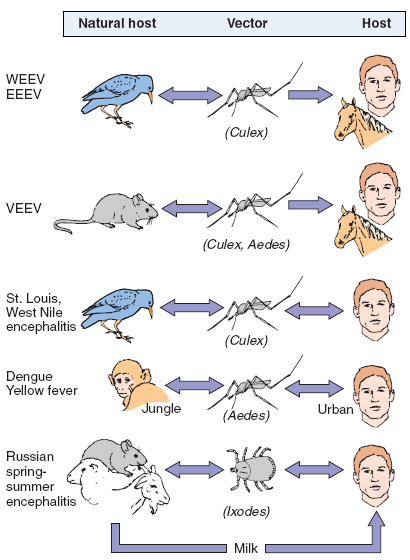 Natural host Vector Host
WEEV
EEEV
(Culex)
VEEV
(Culex, Aedes)
St. Louis,
West Nile
encephalitis
(Culex)
Dengue
Yellow fever
Jungle
(Aedes)
Urban
Russian
spring-
summer
encephalitis
(Ixodes)
Milk